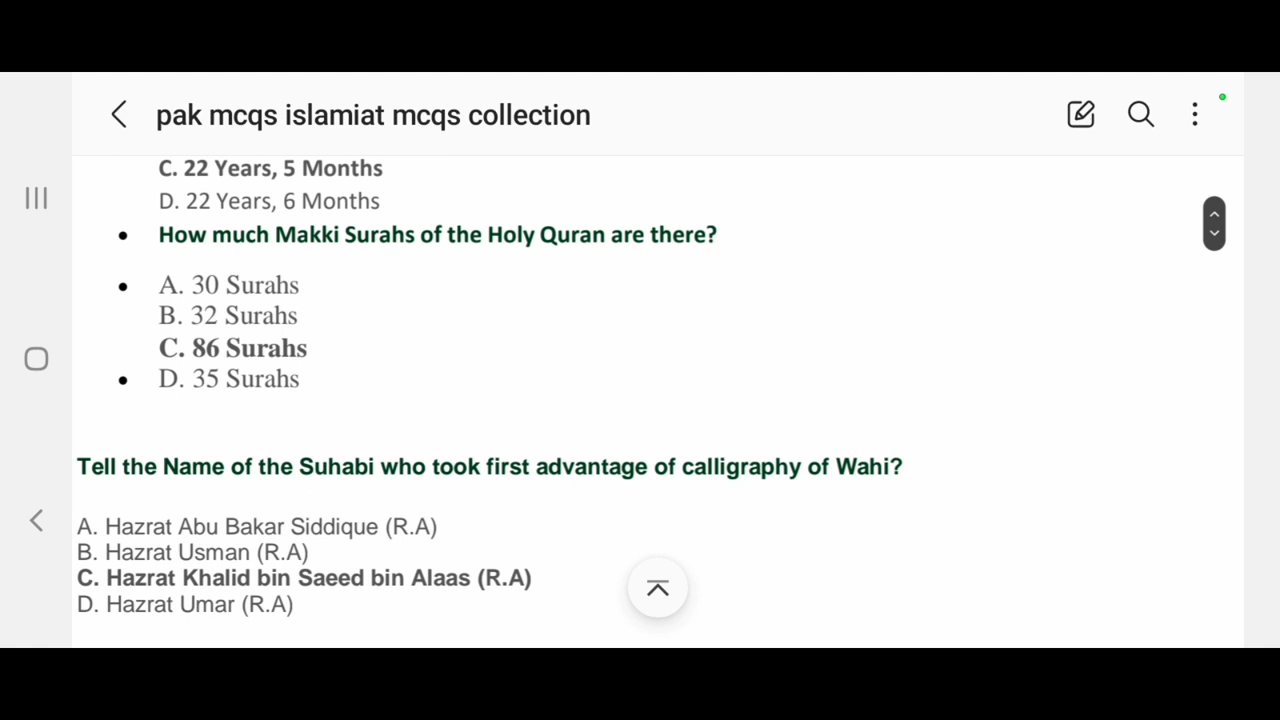 pak mcqs islamiat mcqs collection
C. 22 Years, 5 Months
D. 22 Years, 6 Months
• How much Makki Surahs of the Holy Quran are there?
• A. 30 Surahs
B. 32 Surahs
C. 86 Surahs
• D. 35 Surahs
Tell the Name of the Suhabi who took first advantage of calligraphy of Wahi?
A. Hazrat Abu Bakar Siddique (R.A)
B. Hazrat Usman (R.A)
C. Hazrat Khalid bin Saeed bin Alaas (R.A)
D. Hazrat Umar (R.A)